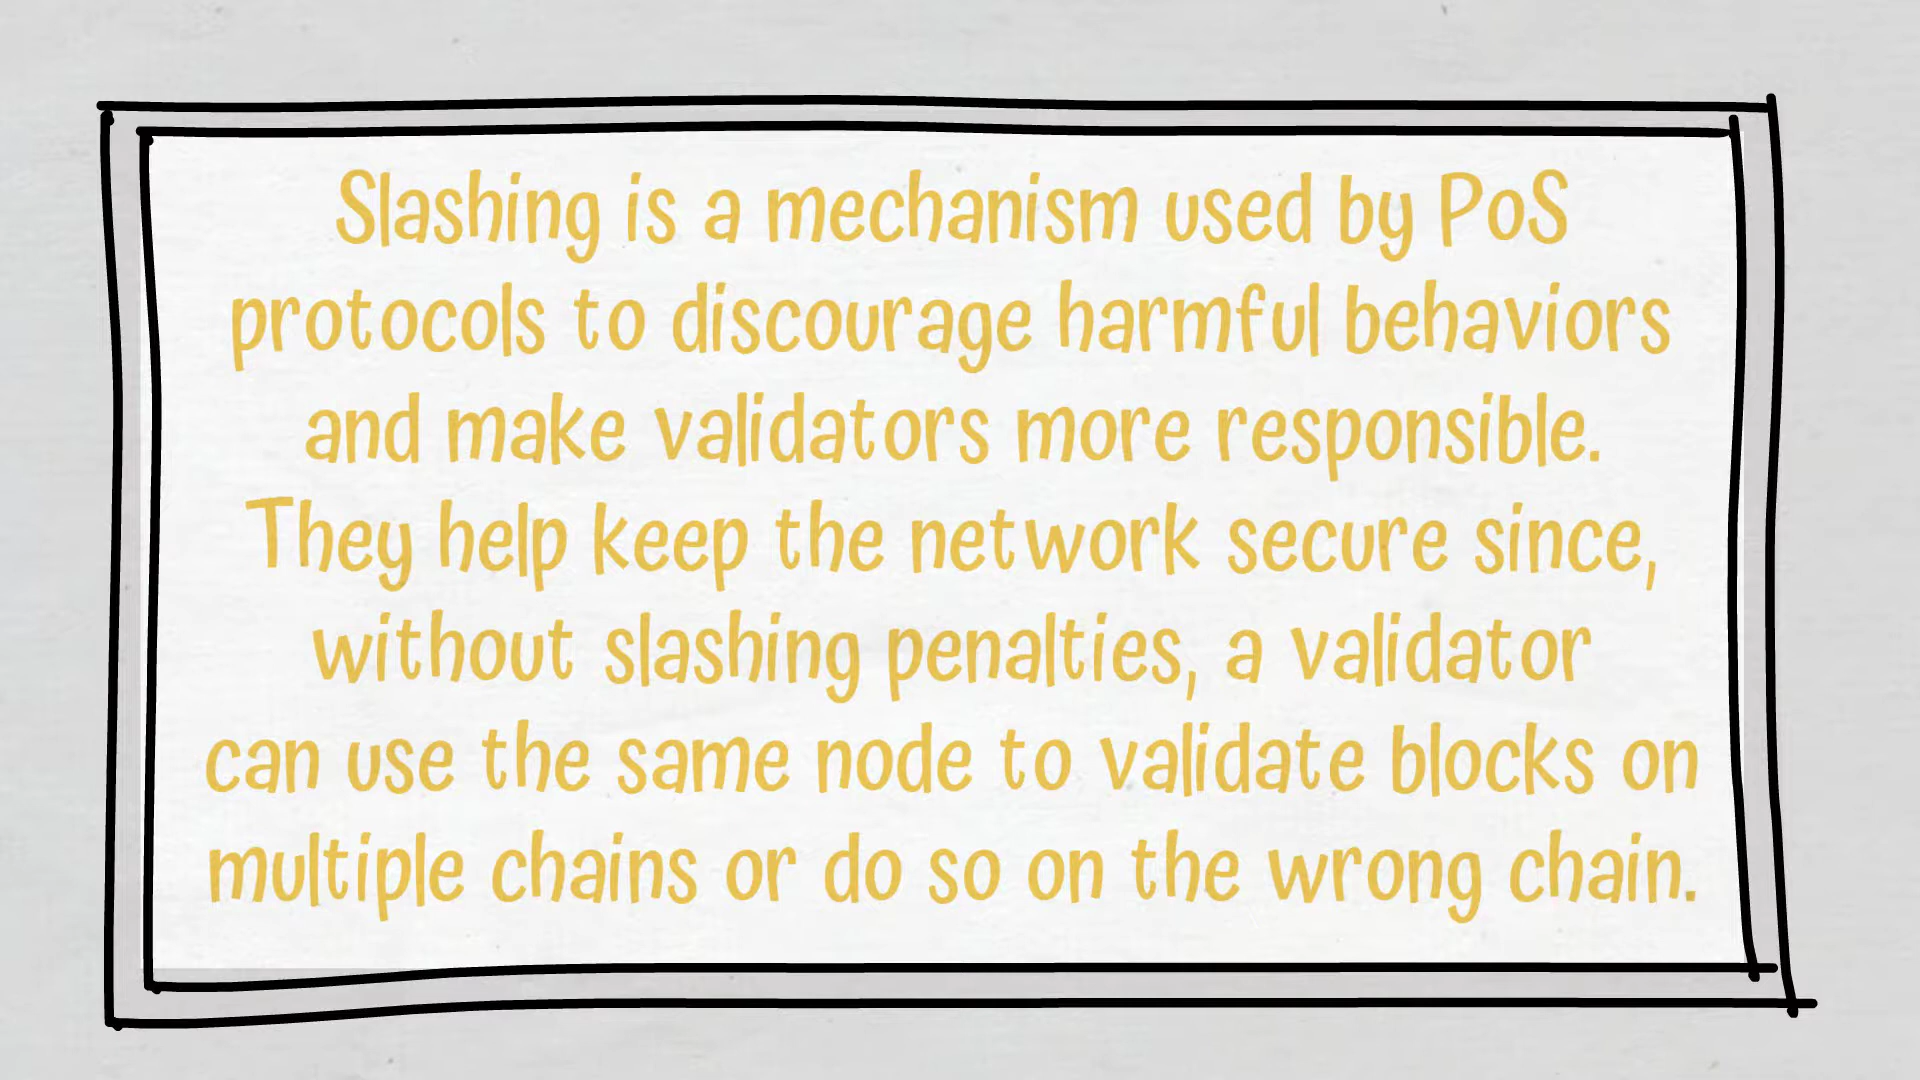 Slashing is a mechanism used by PoS
protocols to discourage harmful behaviors
and make validators more responsible.
They help keep the network secure since,
without slashing penalties, a validator
can use the same node to validate blocks on
multiple chains or do so on the wrong chain.